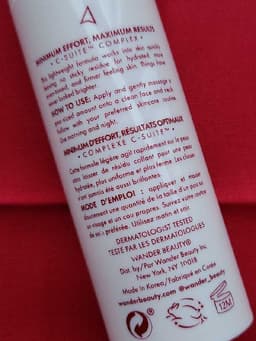 MINIMUM EFFORT, MAXIMUM RESULTS
• C-SUITE™ COMPLEX •
This lightweight formula works into skin quickly
leaving no sticky residue for hydrated, more
toned, and firmer feeling skin. Things have
never looked brighter.
HOW TO USE: Apply and gently massage a
pea-sized amount onto a clean face and neck.
Follow with your preferred skincare routine.
Use morning and night.
MINIMUM D'EFFORT, RÉSULTATS OPTIMAUX
• COMPLEXE C-SUITE™ •
Cette formule légère agit rapidement sur la peau
sans laisser de résidu collant pour une peau
hydratée, plus uniforme et plus ferme. Les choses
n'ont jamais été aussi brillantes.
MODE D'EMPLOI : appliquer et masser
doucement une quantité de la taille d'un pois sur
un visage et un cou propres. Suivez votre routine
de soin préférée. Utilisez matin et soir.
DERMATOLOGIST TESTED
TESTÉ PAR LES DERMATOLOGUES
WANDER BEAUTY®
Dist. by/Par Wander Beauty Inc.
New York, NY 10018
Made in Korea/Fabriqué en Corée
wanderbeauty.com @wander_beauty
12M